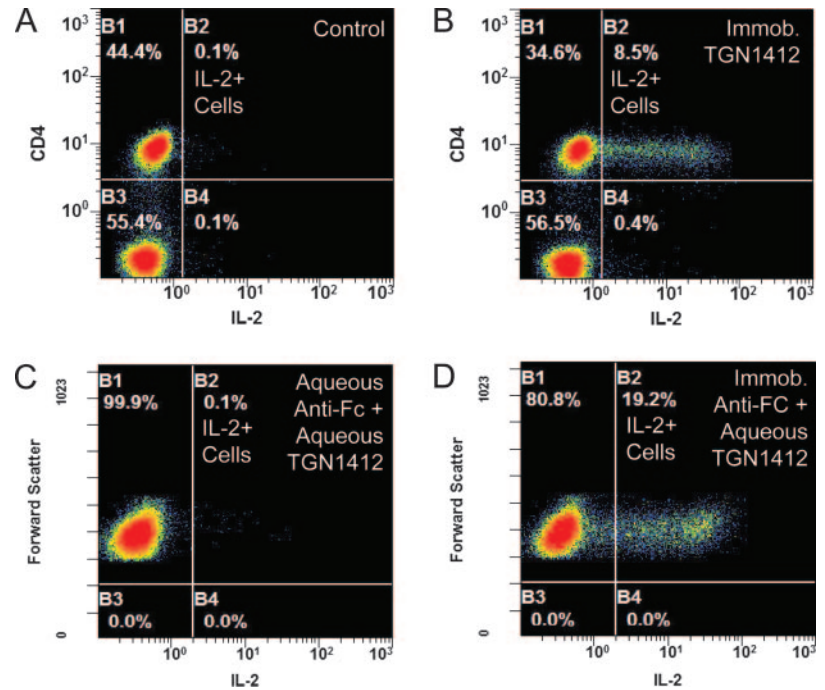 A
B1
44.4%
B2
0.1%
IL-2+
Cells
Control
B3
55.4%
B4
0.1%
CD4
10³
10²
10¹
10⁰
10⁰
10¹
10²
10³
IL-2
B
B1
34.6%
B2
8.5%
IL-2+
Cells
Immob.
TGN1412
B3
56.5%
B4
0.4%
CD4
10³
10²
10¹
10⁰
10⁰
10¹
10²
10³
IL-2
C
B1
99.9%
B2
0.1%
IL-2+
Cells
Aqueous
Anti-Fc +
Aqueous
TGN1412
B3
0.0%
B4
0.0%
Forward Scatter
1023
0
10⁰
10¹
10²
10³
IL-2
D
B1
80.8%
B2
19.2%
IL-2+
Cells
Immob.
Anti-FC +
Aqueous
TGN1412
B3
0.0%
B4
0.0%
Forward Scatter
1023
0
10⁰
10¹
10²
10³
IL-2